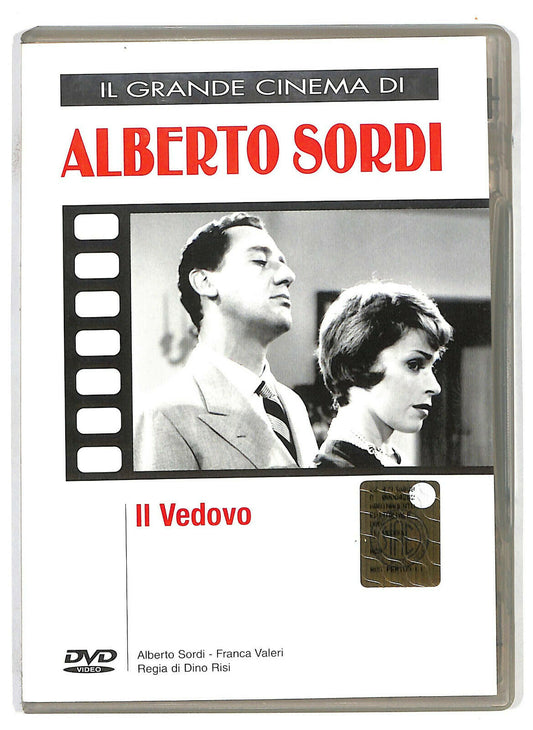 IL GRANDE CINEMA DI
ALBERTO SORDI
Il Vedovo
DVD
VIDEO
Alberto Sordi - Franca Valeri
Regia di Dino Risi